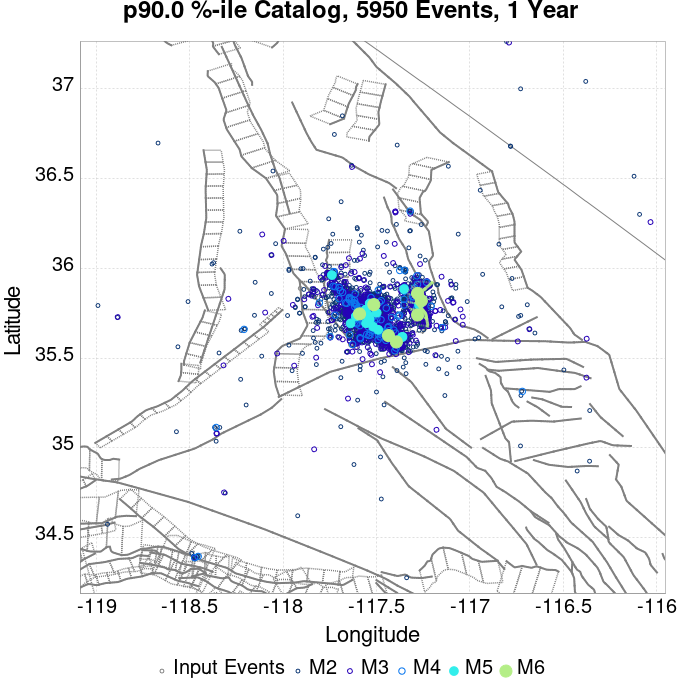 p90.0 %-ile Catalog, 5950 Events, 1 Year
37
36.5
36
35.5
35
34.5
Latitude
-119 -118.5 -118 -117.5 -117 -116.5 -116
Longitude
Input Events M2 M3 M4 M5 M6